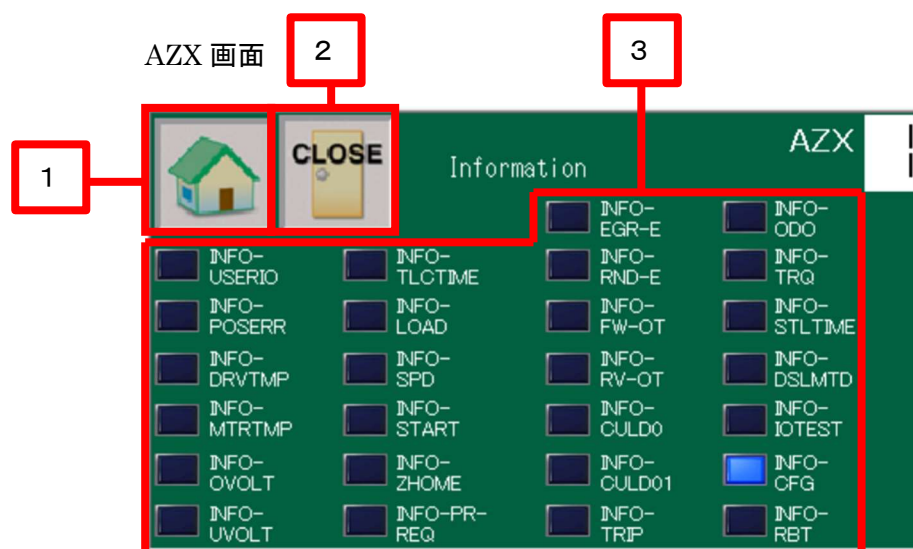 AZX 画面
2
3
1
CLOSE
Information
AZX
INFO-
EGR-E
INFO-
ODO
INFO-
USERIO
INFO-
TLCTIME
INFO-
RND-E
INFO-
TRQ
INFO-
POSERR
INFO-
LOAD
INFO-
FW-OT
INFO-
STLTIME
INFO-
DRVTMP
INFO-
SPD
INFO-
RV-OT
INFO-
DSLMTD
INFO-
MTRTMP
INFO-
START
INFO-
CULD0
INFO-
IOTEST
INFO-
OVOLT
INFO-
ZHOME
INFO-
CULD01
INFO-
CFG
INFO-
UVOLT
INFO-PR-
REQ
INFO-
TRIP
INFO-
RBT